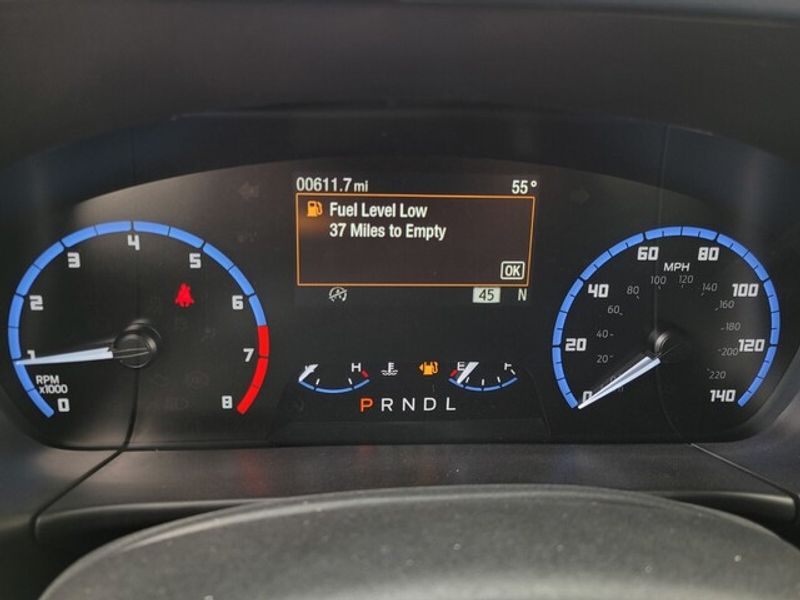 00611.7 mi 55°
Fuel Level Low
37 Miles to Empty
OK
45 N
0 1 2 3 4 5 6 7 8
RPM
x1000
H E
P R N D L
0 20 40 60 80 100 120 140
MPH
20 40 60 80 100 120 140 160 180 200 220